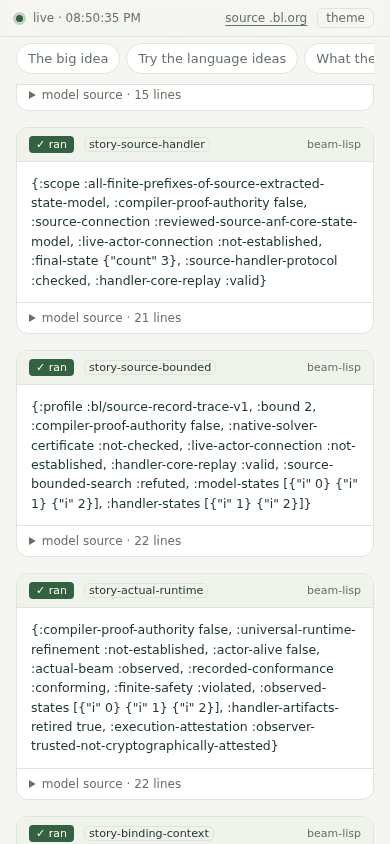 live · 08:50:35 PM source .bl.org theme
The big idea Try the language ideas What the
▶ model source · 15 lines
✓ ran story-source-handler beam-lisp
{:scope :all-finite-prefixes-of-source-extracted-
state-model, :compiler-proof-authority false,
:source-connection :reviewed-source-anf-core-state-
model, :live-actor-connection :not-established,
:final-state {"count" 3}, :source-handler-protocol
:checked, :handler-core-replay :valid}
▶ model source · 21 lines
✓ ran story-source-bounded beam-lisp
{:profile :bl/source-record-trace-v1, :bound 2,
:compiler-proof-authority false, :native-solver-
certificate :not-checked, :live-actor-connection :not-
established, :handler-core-replay :valid, :source-
bounded-search :refuted, :model-states [{"i" 0} {"i"
1} {"i" 2}], :handler-states [{"i" 1} {"i" 2}]}
▶ model source · 22 lines
✓ ran story-actual-runtime beam-lisp
{:compiler-proof-authority false, :universal-runtime-
refinement :not-established, :actor-alive false,
:actual-beam :observed, :recorded-conformance
:conforming, :finite-safety :violated, :observed-
states [{"i" 0} {"i" 1} {"i" 2}], :handler-artifacts-
retired true, :execution-attestation :observer-
trusted-not-cryptographically-attested}
▶ model source · 22 lines
✓ ran story-binding-context beam-lisp